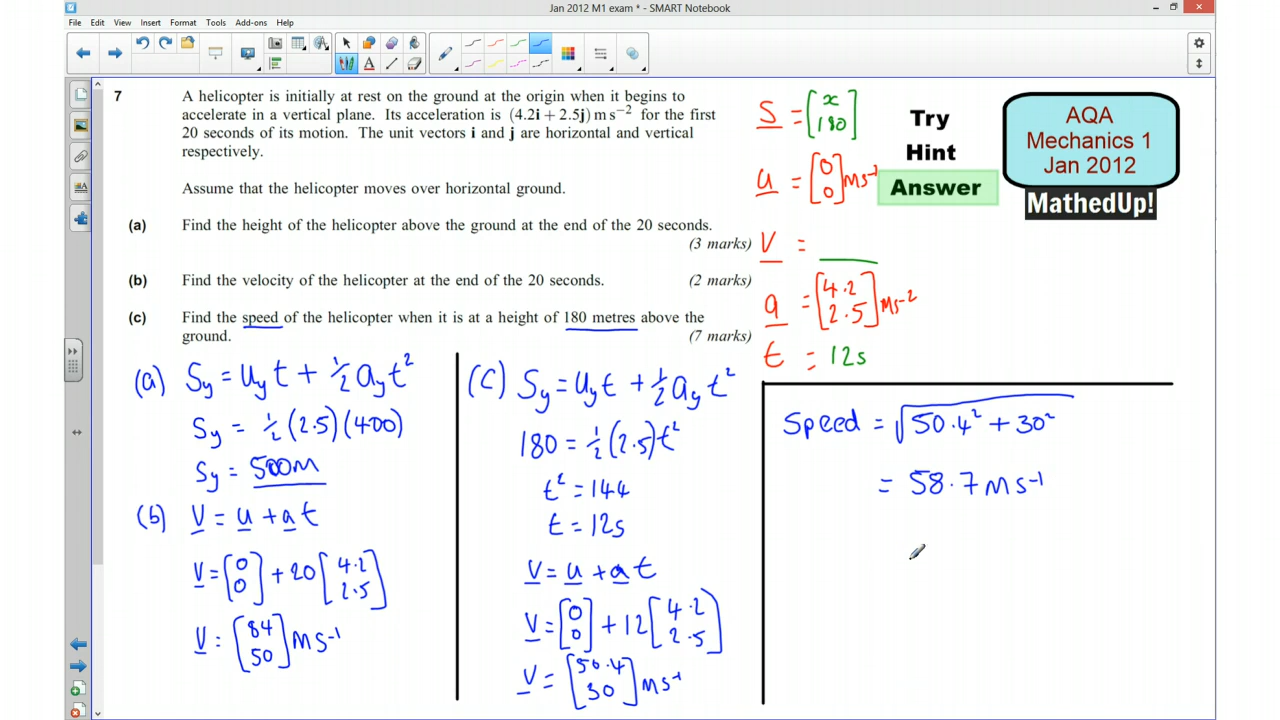 Jan 2012 M1 exam * - SMART Notebook
File Edit View Insert Format Tools Add-ons Help
7 A helicopter is initially at rest on the ground at the origin when it begins to
accelerate in a vertical plane. Its acceleration is (4.2i + 2.5j) m s⁻² for the first
20 seconds of its motion. The unit vectors i and j are horizontal and vertical
respectively.
Assume that the helicopter moves over horizontal ground.
(a) Find the height of the helicopter above the ground at the end of the 20 seconds.
(3 marks)
(b) Find the velocity of the helicopter at the end of the 20 seconds. (2 marks)
(c) Find the speed of the helicopter when it is at a height of 180 metres above the
ground. (7 marks)
S = [x 180]
u = [0 0] ms⁻¹
V =
a = [4.2 2.5] ms⁻²
t = 12s
Try
Hint
Answer
AQA
Mechanics 1
Jan 2012
MathedUp!
(a) Sy = uy t + ½ ay t²
Sy = ½ (2.5)(400)
Sy = 500m
(b) V = u + a t
V = [0 0] + 20 [4.2 2.5]
V = [84 50] ms⁻¹
(C) Sy = uy t + ½ ay t²
180 = ½ (2.5) t²
t² = 144
t = 12s
V = u + a t
V = [0 0] + 12 [4.2 2.5]
V = [50.4 30] ms⁻¹
Speed = √50.4² + 30²
= 58.7 ms⁻¹